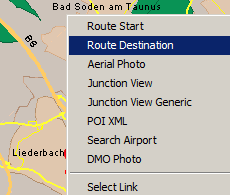 Bad Soden am Taunus
B8
Liederbach
Route Start
Route Destination
Aerial Photo
Junction View
Junction View Generic
POI XML
Search Airport
DMO Photo
Select Link